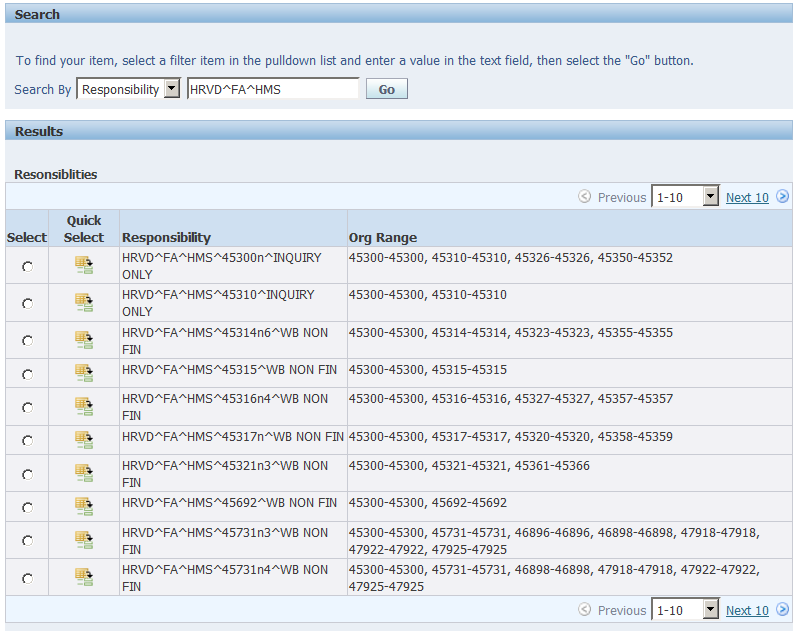 Search
To find your item, select a filter item in the pulldown list and enter a value in the text field, then select the "Go" button.
Search By Responsibility HRVD^FA^HMS Go
Results
Resonsiblities
Previous 1-10 Next 10
Select Quick Select Responsibility Org Range
HRVD^FA^HMS^45300n^INQUIRY 45300-45300, 45310-45310, 45326-45326, 45350-45352
ONLY
HRVD^FA^HMS^45310^INQUIRY 45300-45300, 45310-45310
ONLY
HRVD^FA^HMS^45314n6^WB NON 45300-45300, 45314-45314, 45323-45323, 45355-45355
FIN
HRVD^FA^HMS^45315^WB NON FIN 45300-45300, 45315-45315
HRVD^FA^HMS^45316n4^WB NON 45300-45300, 45316-45316, 45327-45327, 45357-45357
FIN
HRVD^FA^HMS^45317n^WB NON FIN 45300-45300, 45317-45317, 45320-45320, 45358-45359
HRVD^FA^HMS^45321n3^WB NON 45300-45300, 45321-45321, 45361-45366
FIN
HRVD^FA^HMS^45692^WB NON FIN 45300-45300, 45692-45692
HRVD^FA^HMS^45731n3^WB NON 45300-45300, 45731-45731, 46896-46896, 46898-46898, 47918-47918,
FIN 47922-47922, 47925-47925
HRVD^FA^HMS^45731n4^WB NON 45300-45300, 45731-45731, 46898-46898, 47918-47918, 47922-47922,
FIN 47925-47925
Previous 1-10 Next 10